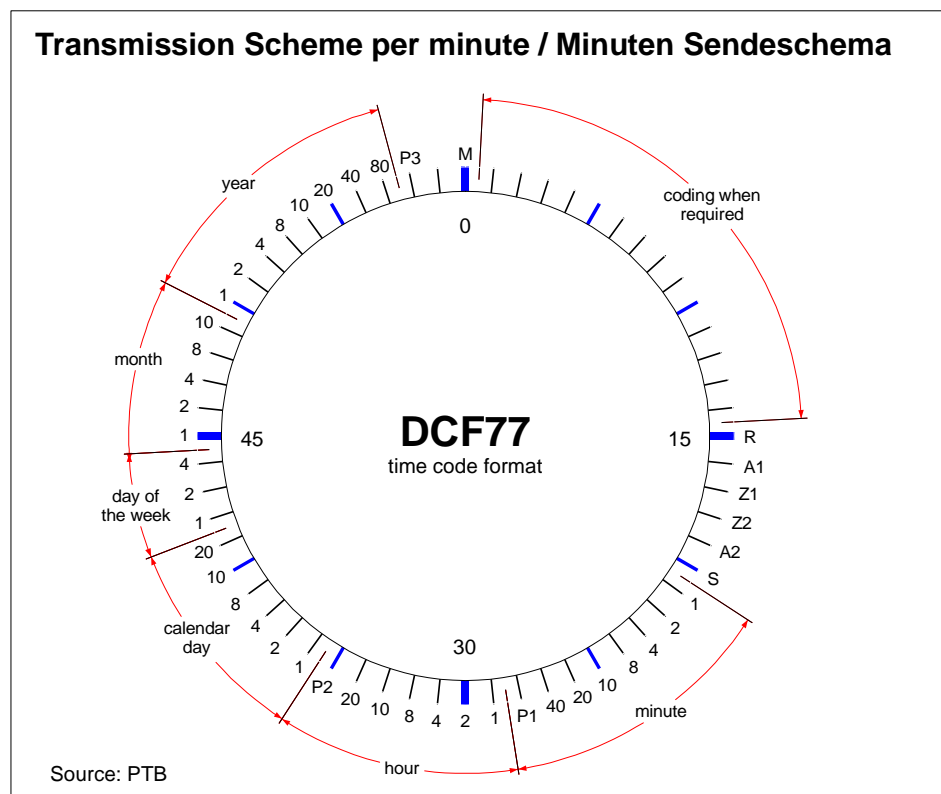 Transmission Scheme per minute / Minuten Sendeschema
M
0
coding when
required
15
R
A1
Z1
Z2
A2
S
1
2
4
8
10
20
40
minute
P1
1
2
30
4
8
10
20
hour
P2
1
2
4
8
10
20
calendar
day
1
2
4
day of
the week
45
1
2
4
8
10
month
1
2
4
8
10
20
40
80
year
P3
DCF77
time code format
Source: PTB